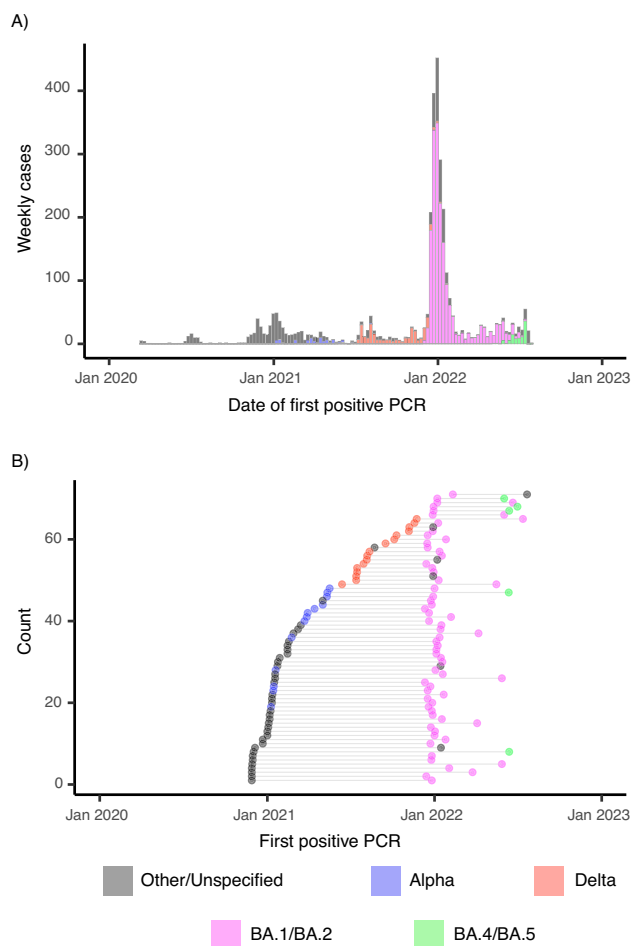 A)
Weekly cases
400
300
200
100
0
Jan 2020 Jan 2021 Jan 2022 Jan 2023
Date of first positive PCR
B)
Count
60
40
20
0
Jan 2020 Jan 2021 Jan 2022 Jan 2023
First positive PCR
Other/Unspecified Alpha Delta
BA.1/BA.2 BA.4/BA.5